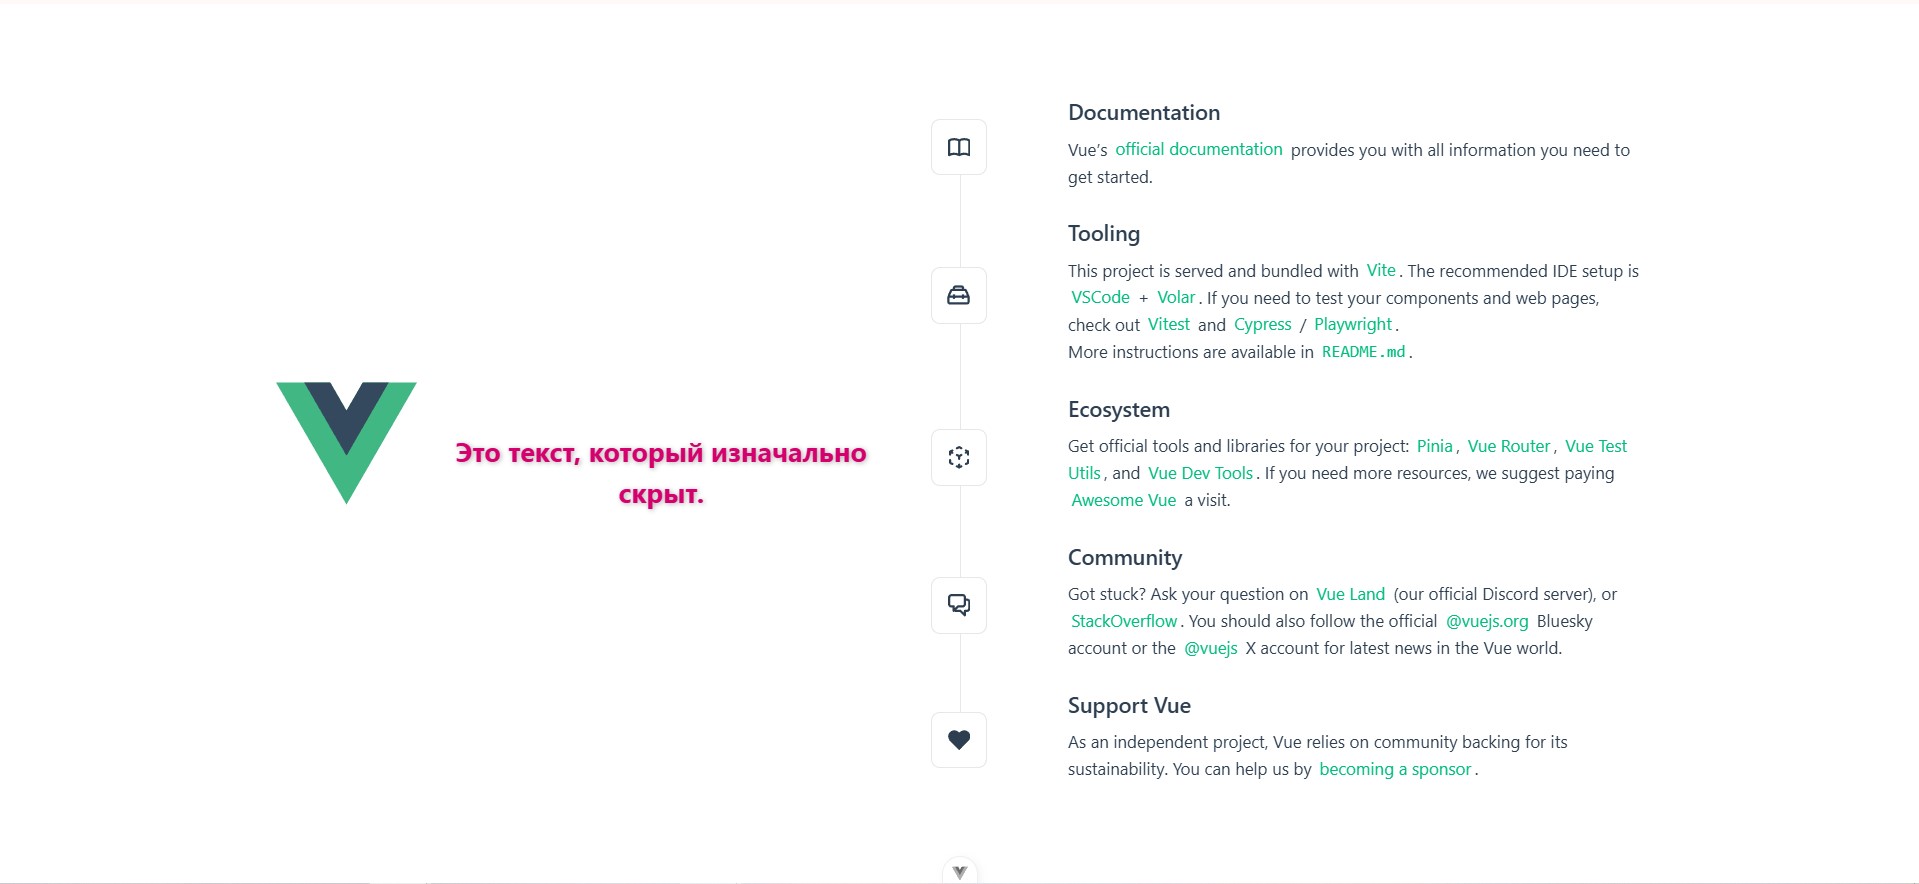 Это текст, который изначально
скрыт.
Documentation
Vue’s official documentation provides you with all information you need to
get started.
Tooling
This project is served and bundled with Vite. The recommended IDE setup is
VSCode + Volar. If you need to test your components and web pages,
check out Vitest and Cypress / Playwright.
More instructions are available in README.md.
Ecosystem
Get official tools and libraries for your project: Pinia, Vue Router, Vue Test
Utils, and Vue Dev Tools. If you need more resources, we suggest paying
Awesome Vue a visit.
Community
Got stuck? Ask your question on Vue Land (our official Discord server), or
StackOverflow. You should also follow the official @vuejs.org Bluesky
account or the @vuejs X account for latest news in the Vue world.
Support Vue
As an independent project, Vue relies on community backing for its
sustainability. You can help us by becoming a sponsor.